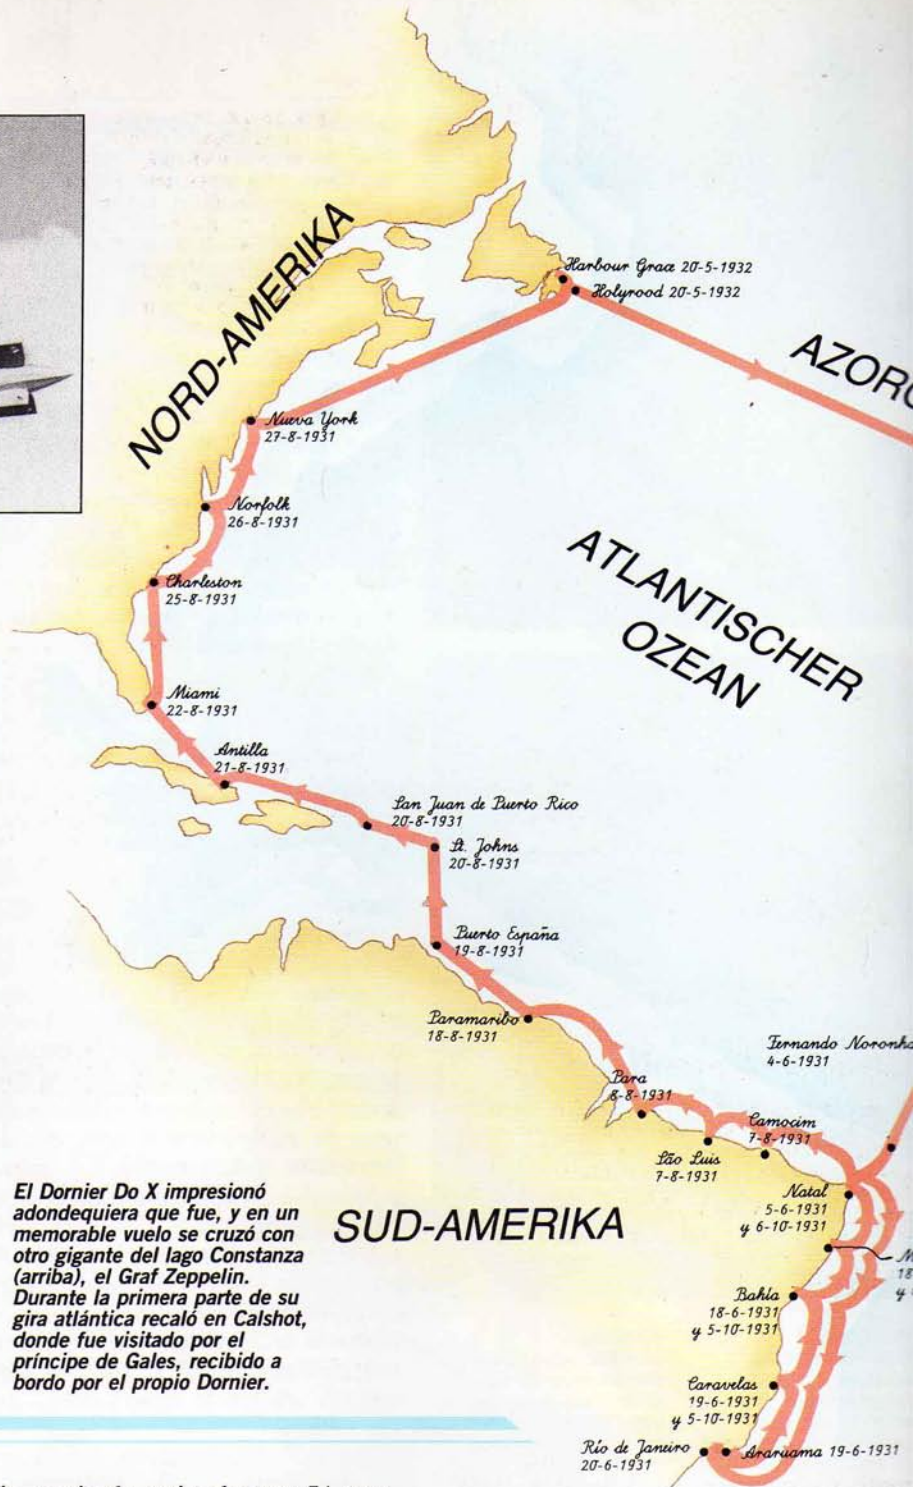 NORD-AMERIKA
Harbour Grace 20-5-1932
Holyrood 20-5-1932
AZORE
Nueva York
27-8-1931
Norfolk
26-8-1931
Charleston
25-8-1931
ATLANTISCHER
OZEAN
Miami
22-8-1931
Antilla
21-8-1931
San Juan de Puerto Rico
20-8-1931
St. Johns
20-8-1931
Puerto España
19-8-1931
Paramaribo
18-8-1931
Fernando Noronha
4-6-1931
Para
8-8-1931
Camocim
7-8-1931
São Luis
7-8-1931
Natal
5-6-1931
y 6-10-1931
M
18
y
Bahía
18-6-1931
y 5-10-1931
Caravelas
19-6-1931
y 5-10-1931
Río de Janeiro
20-6-1931
Araruama 19-6-1931
SUD-AMERIKA
El Dornier Do X impresionó
adondequiera que fue, y en un
memorable vuelo se cruzó con
otro gigante del lago Constanza
(arriba), el Graf Zeppelin.
Durante la primera parte de su
gira atlántica recaló en Calshot,
donde fue visitado por el
príncipe de Gales, recibido a
bordo por el propio Dornier.